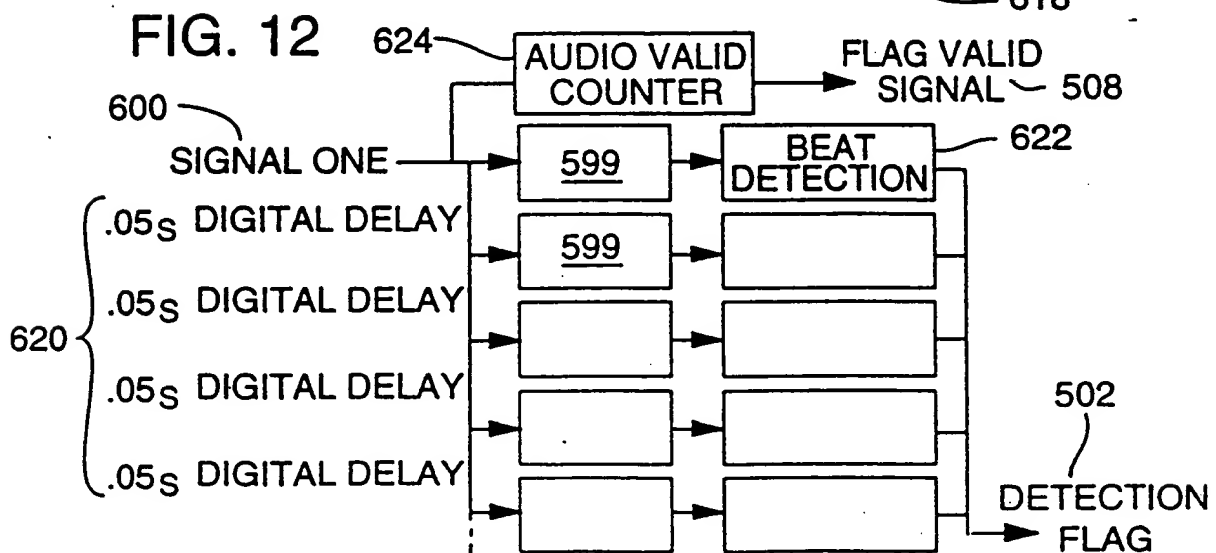 618
FIG. 12
624
AUDIO VALID
COUNTER
FLAG VALID
SIGNAL
508
600
SIGNAL ONE
599
BEAT
DETECTION
622
.05s DIGITAL DELAY
599
.05s DIGITAL DELAY
620
.05s DIGITAL DELAY
502
.05s DIGITAL DELAY
DETECTION
FLAG